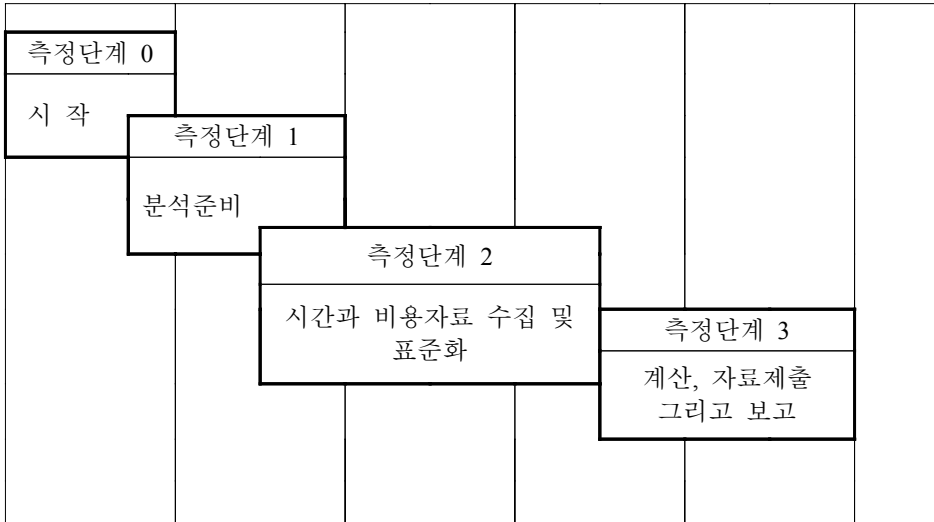 측정단계 0
시 작
측정단계 1
분석준비
측정단계 2
시간과 비용자료 수집 및
표준화
측정단계 3
계산, 자료제출
그리고 보고